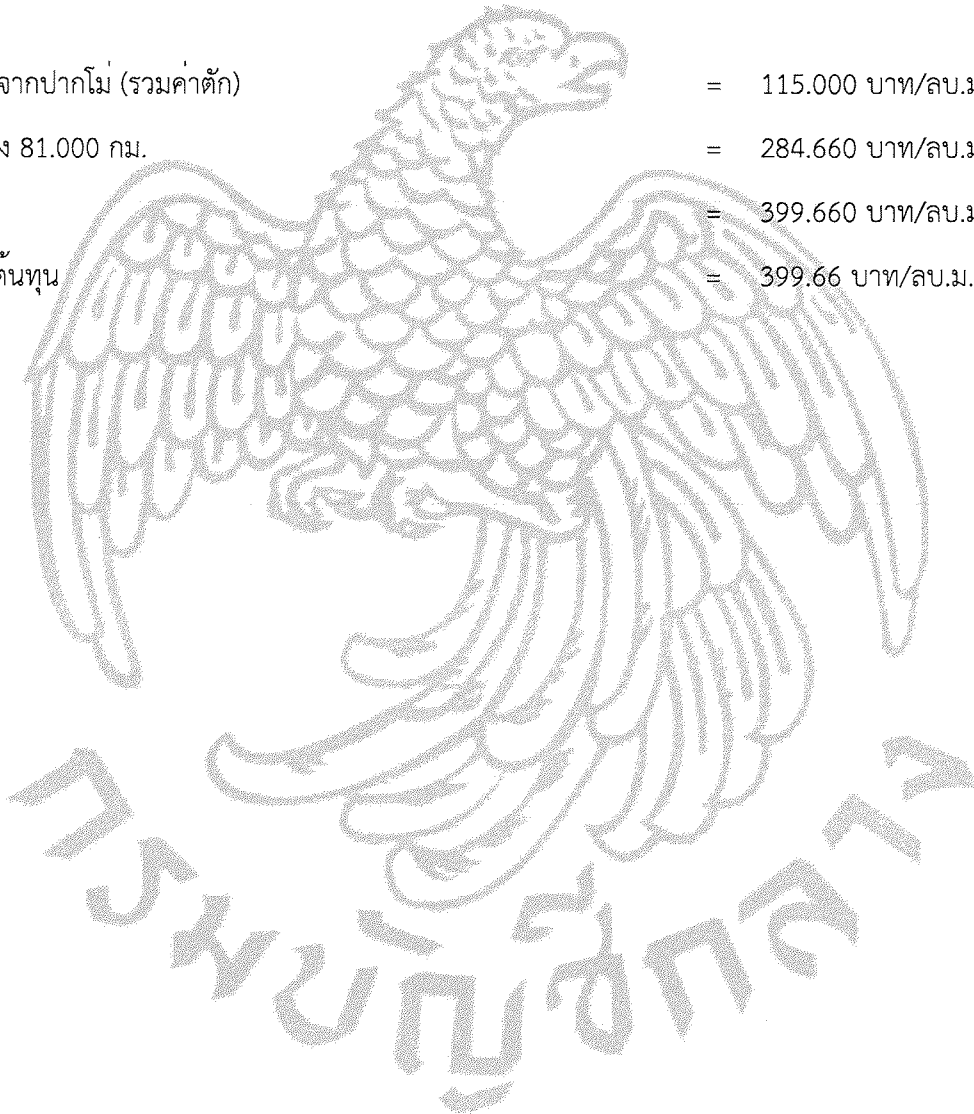 จากปากโม่ (รวมค่าตัก) = 115.000 บาท/ลบ.ม
ง 81.000 กม. = 284.660 บาท/ลบ.ม
= 399.660 บาท/ลบ.ม
ต้นทุน = 399.66 บาท/ลบ.ม.
กรมบัญชีกลาง